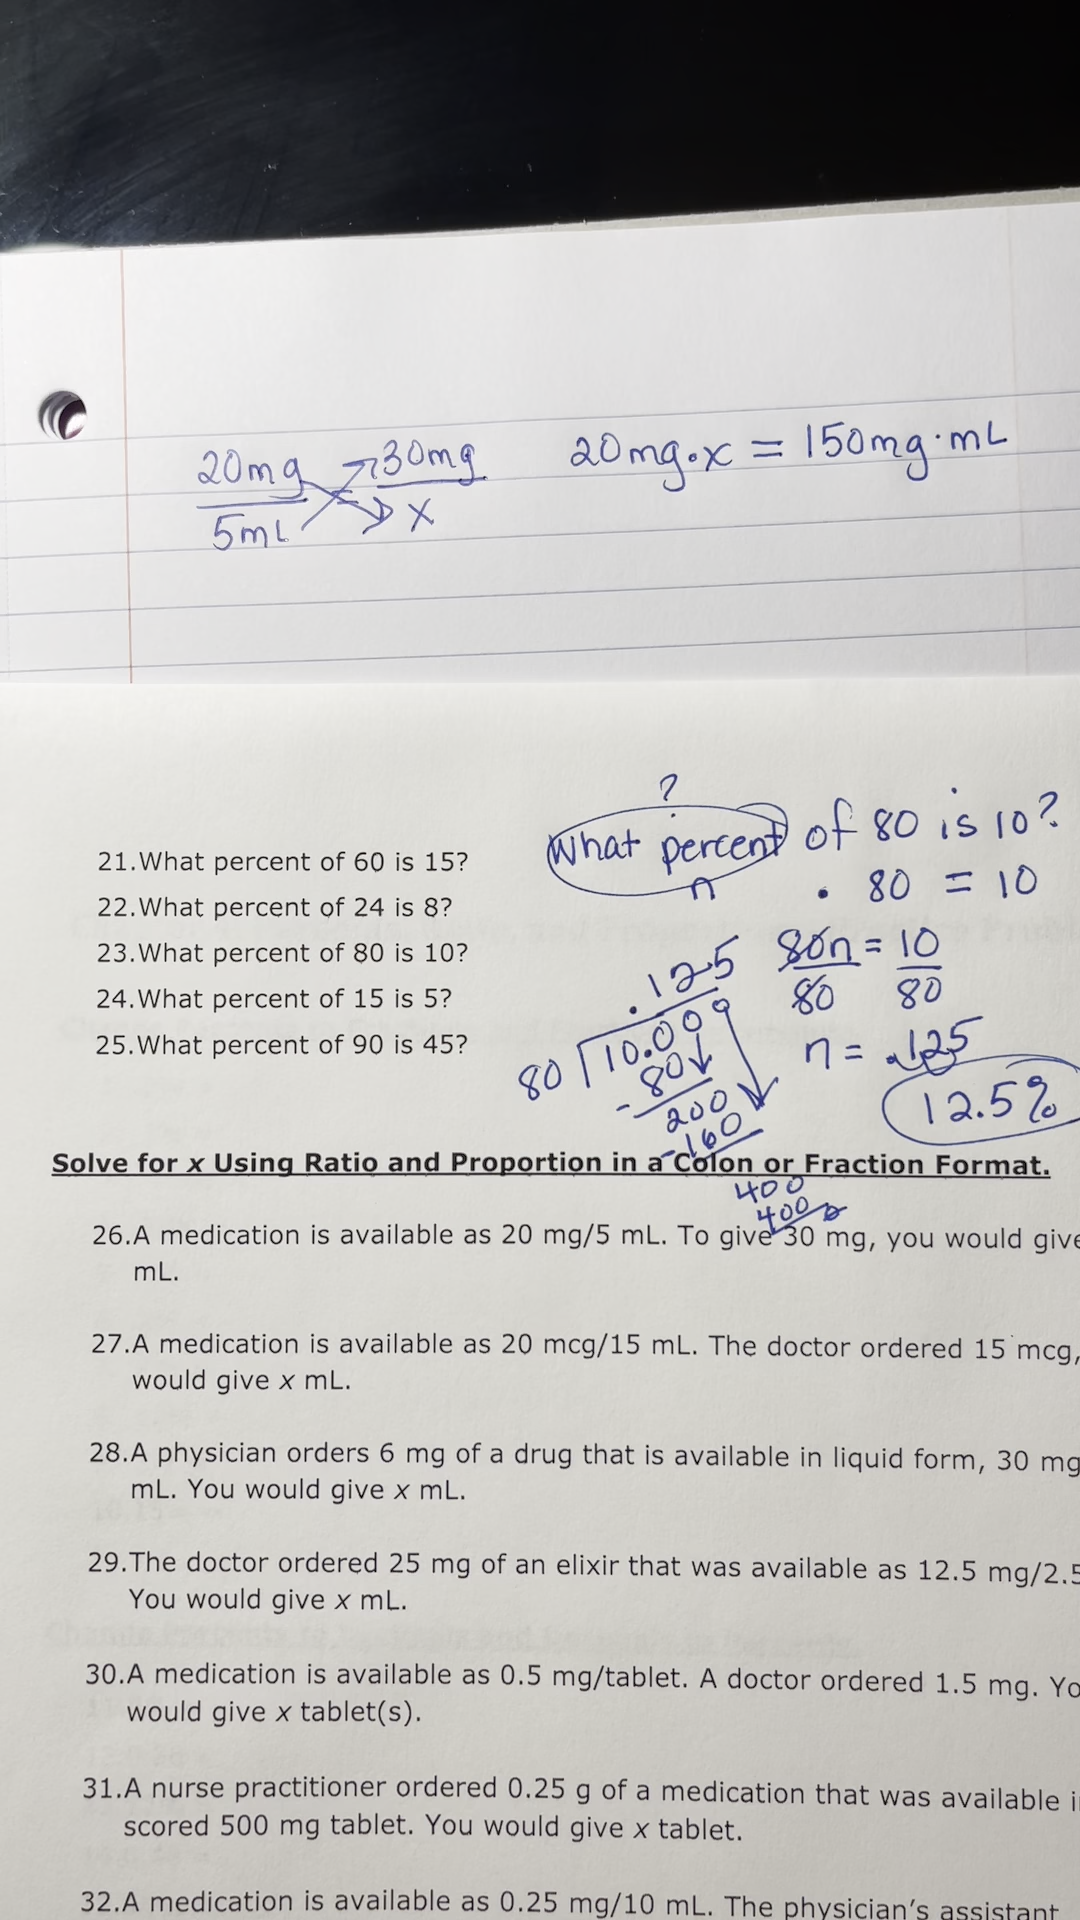 20mg 30mg 20mg•x = 150mg·mL
5mL x
?
What percent of 80 is 10?
n • 80 = 10
80n = 10
80 80
n = .125
12.5%
.125
80 10.000
- 80
200
- 160
400
400
0
21.What percent of 60 is 15?
22.What percent of 24 is 8?
23.What percent of 80 is 10?
24.What percent of 15 is 5?
25.What percent of 90 is 45?
Solve for x Using Ratio and Proportion in a Colon or Fraction Format.
26.A medication is available as 20 mg/5 mL. To give 30 mg, you would give
mL.
27.A medication is available as 20 mcg/15 mL. The doctor ordered 15 mcg,
would give x mL.
28.A physician orders 6 mg of a drug that is available in liquid form, 30 mg
mL. You would give x mL.
29.The doctor ordered 25 mg of an elixir that was available as 12.5 mg/2.5
You would give x mL.
30.A medication is available as 0.5 mg/tablet. A doctor ordered 1.5 mg. Yo
would give x tablet(s).
31.A nurse practitioner ordered 0.25 g of a medication that was available i
scored 500 mg tablet. You would give x tablet.
32.A medication is available as 0.25 mg/10 mL. The physician's assistant